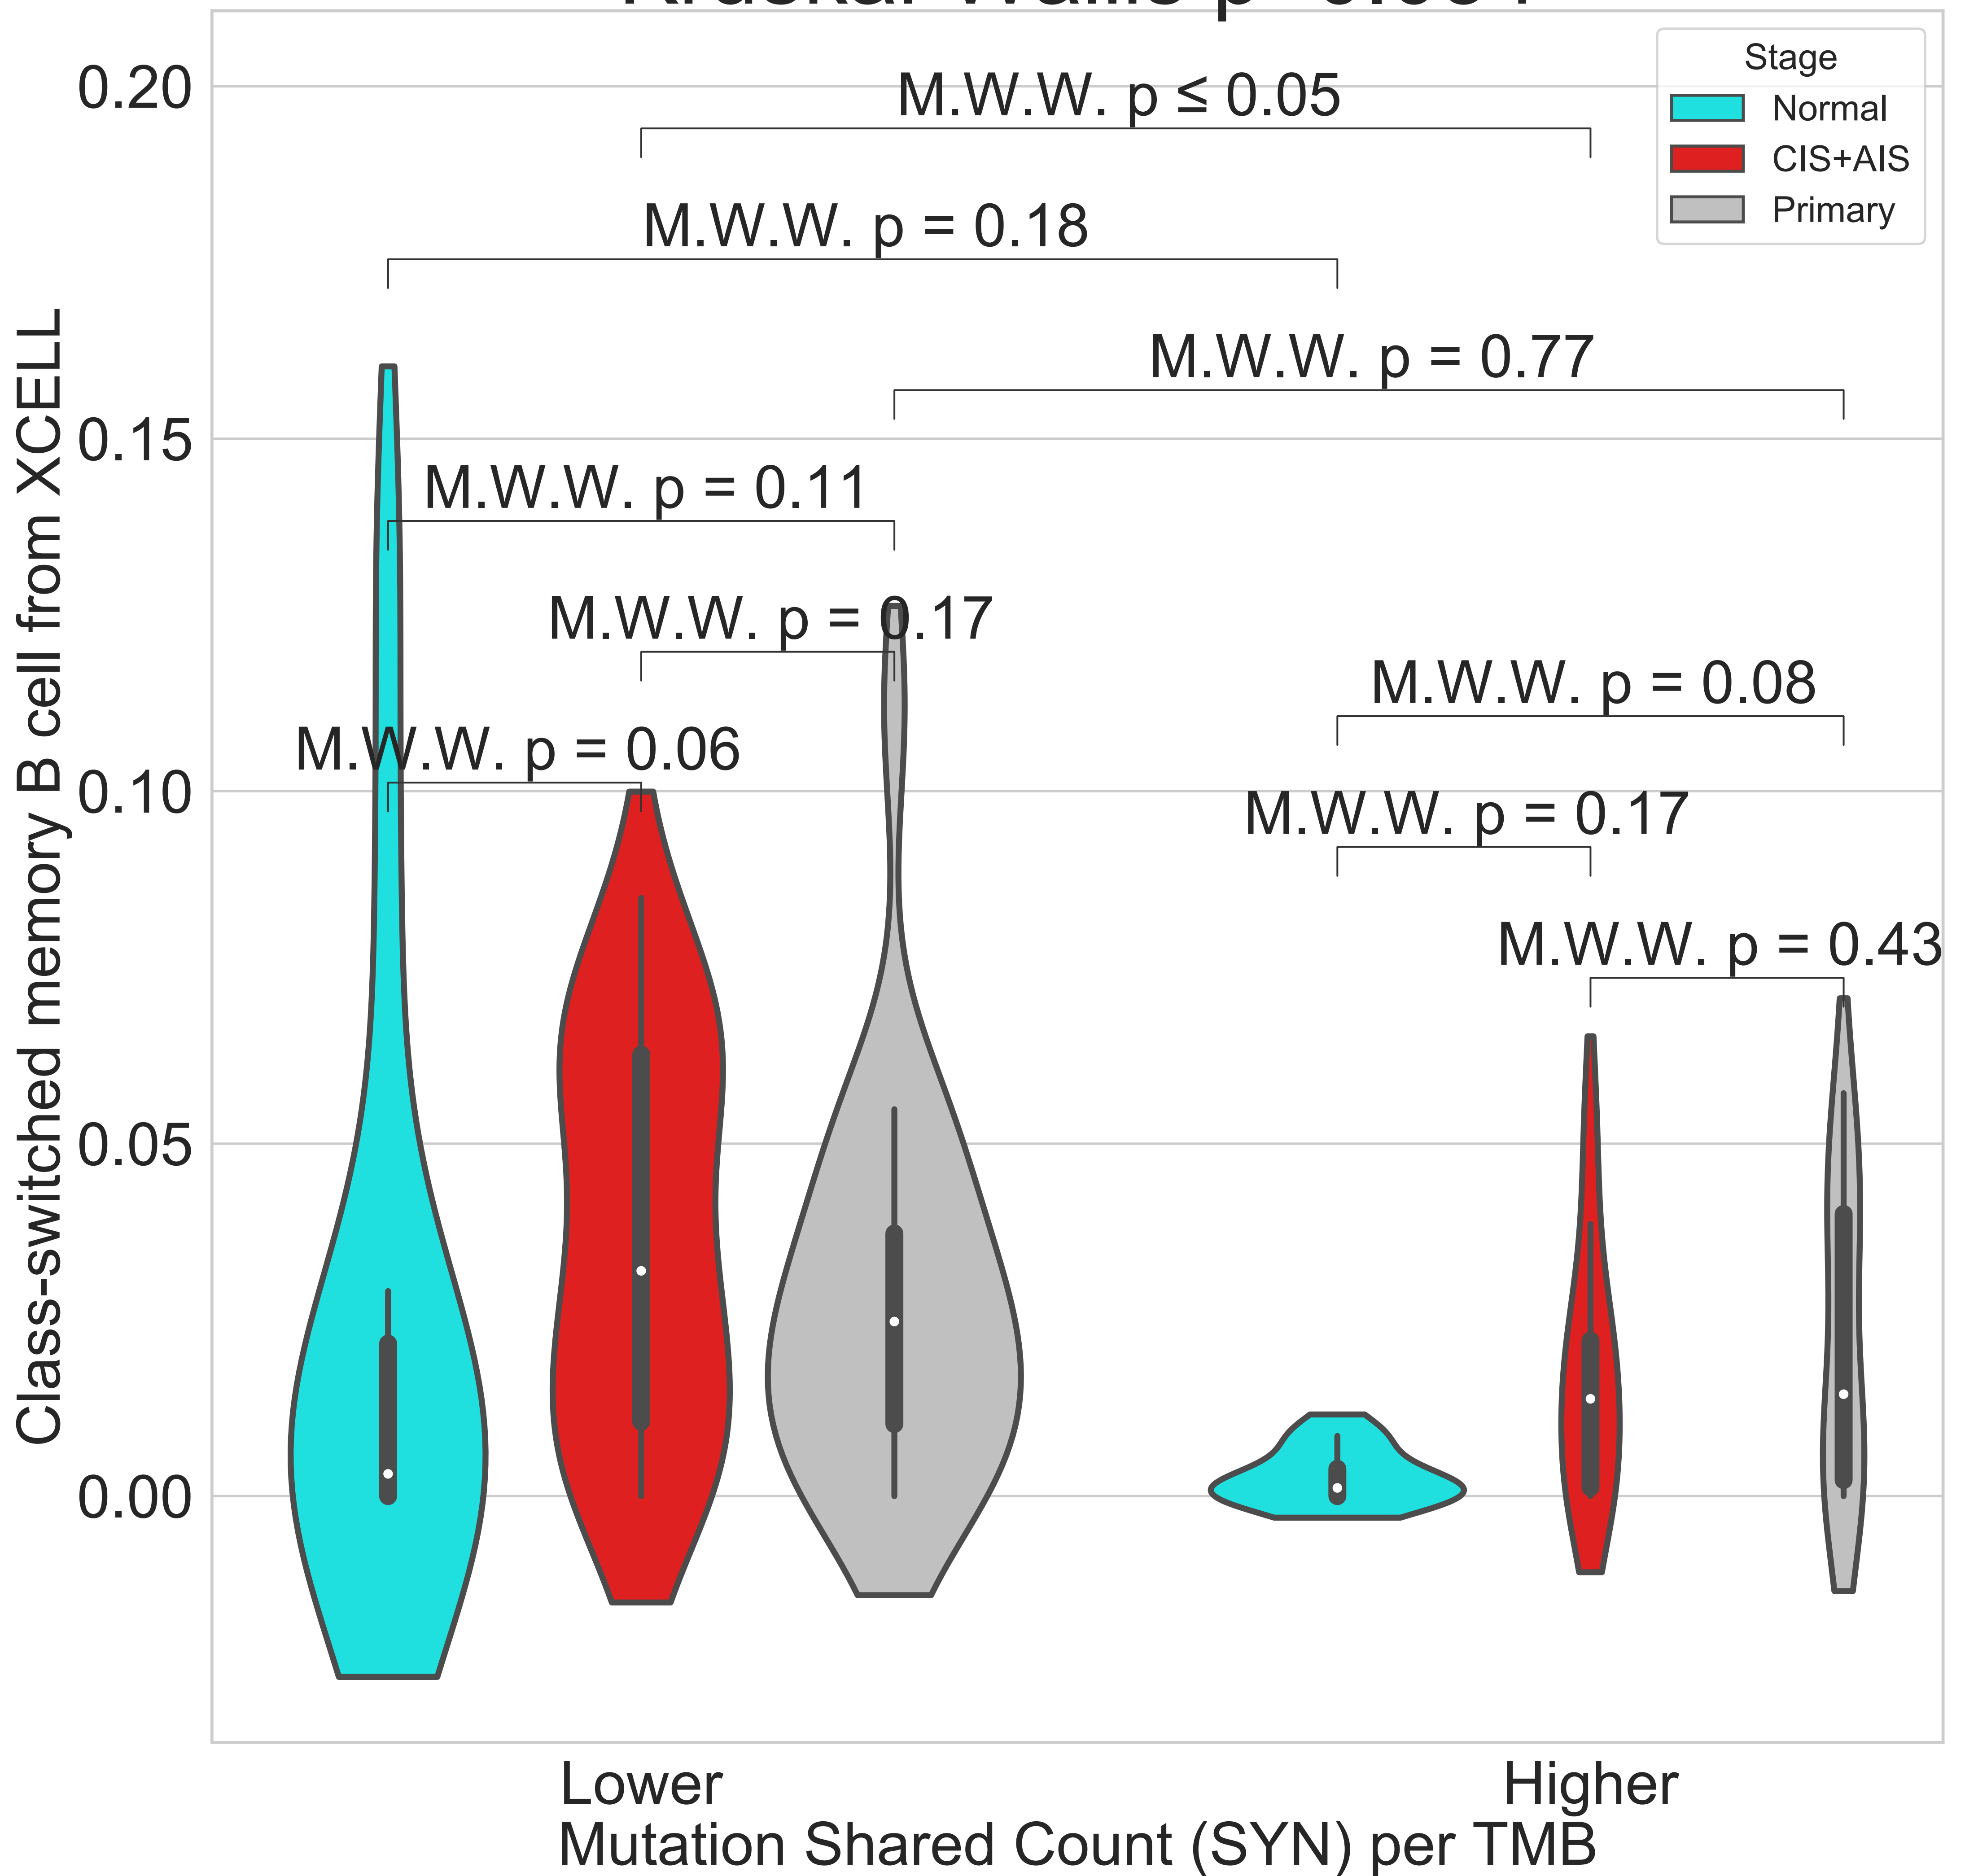 Stage
Normal
CIS+AIS
Primary
M.W.W. p ≤ 0.05
M.W.W. p = 0.18
M.W.W. p = 0.77
M.W.W. p = 0.11
M.W.W. p = 0.17
M.W.W. p = 0.06
M.W.W. p = 0.08
M.W.W. p = 0.17
M.W.W. p = 0.43
Class-switched memory B cell from XCELL
0.20
0.15
0.10
0.05
0.00
Lower
Higher
Mutation Shared Count (SYN) per TMB